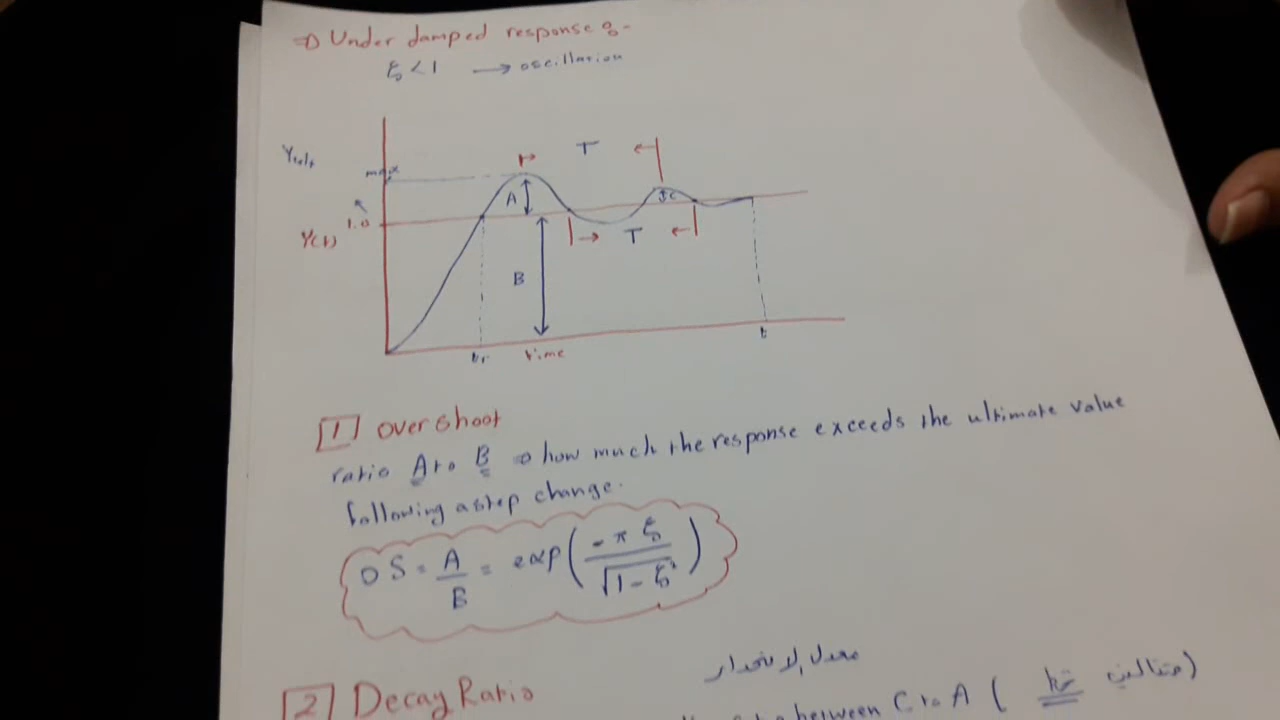 ⇒ Under damped response :-
ξ < 1 → oscillation
max
1.0
Y(t)
T
A
c
T
B
tr
time
t
1 overshoot
ratio A to B ⇒ how much the response exceeds the ultimate value
following a step change.
OS = A/B = exp(-π ξ / √1 - ξ²)
معدل الانحدار
2 Decay Ratio
between C to A (